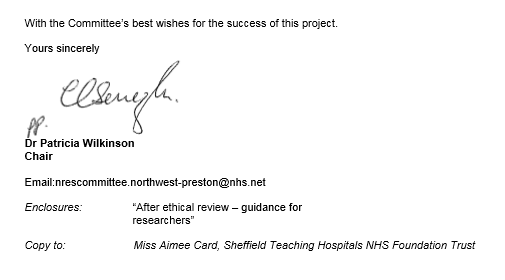 With the Committee's best wishes for the success of this project.
Yours sincerely
pp.
Dr Patricia Wilkinson
Chair
Email:nrescommittee.northwest-preston@nhs.net
Enclosures: "After ethical review – guidance for
researchers"
Copy to: Miss Aimee Card, Sheffield Teaching Hospitals NHS Foundation Trust